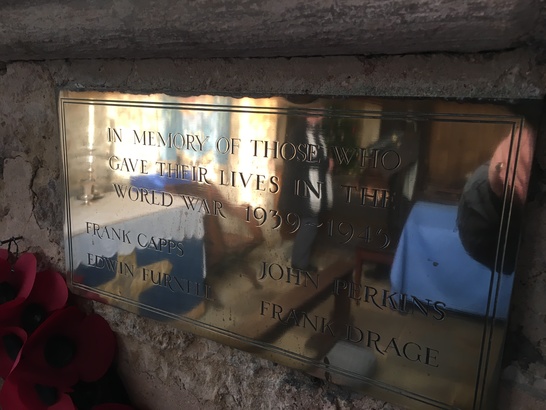 IN MEMORY OF THOSE WHO
GAVE THEIR LIVES IN THE
WORLD WAR 1939-1945
FRANK CAPPS
EDWIN
JOHN PERKINS
FRANK DRAGE